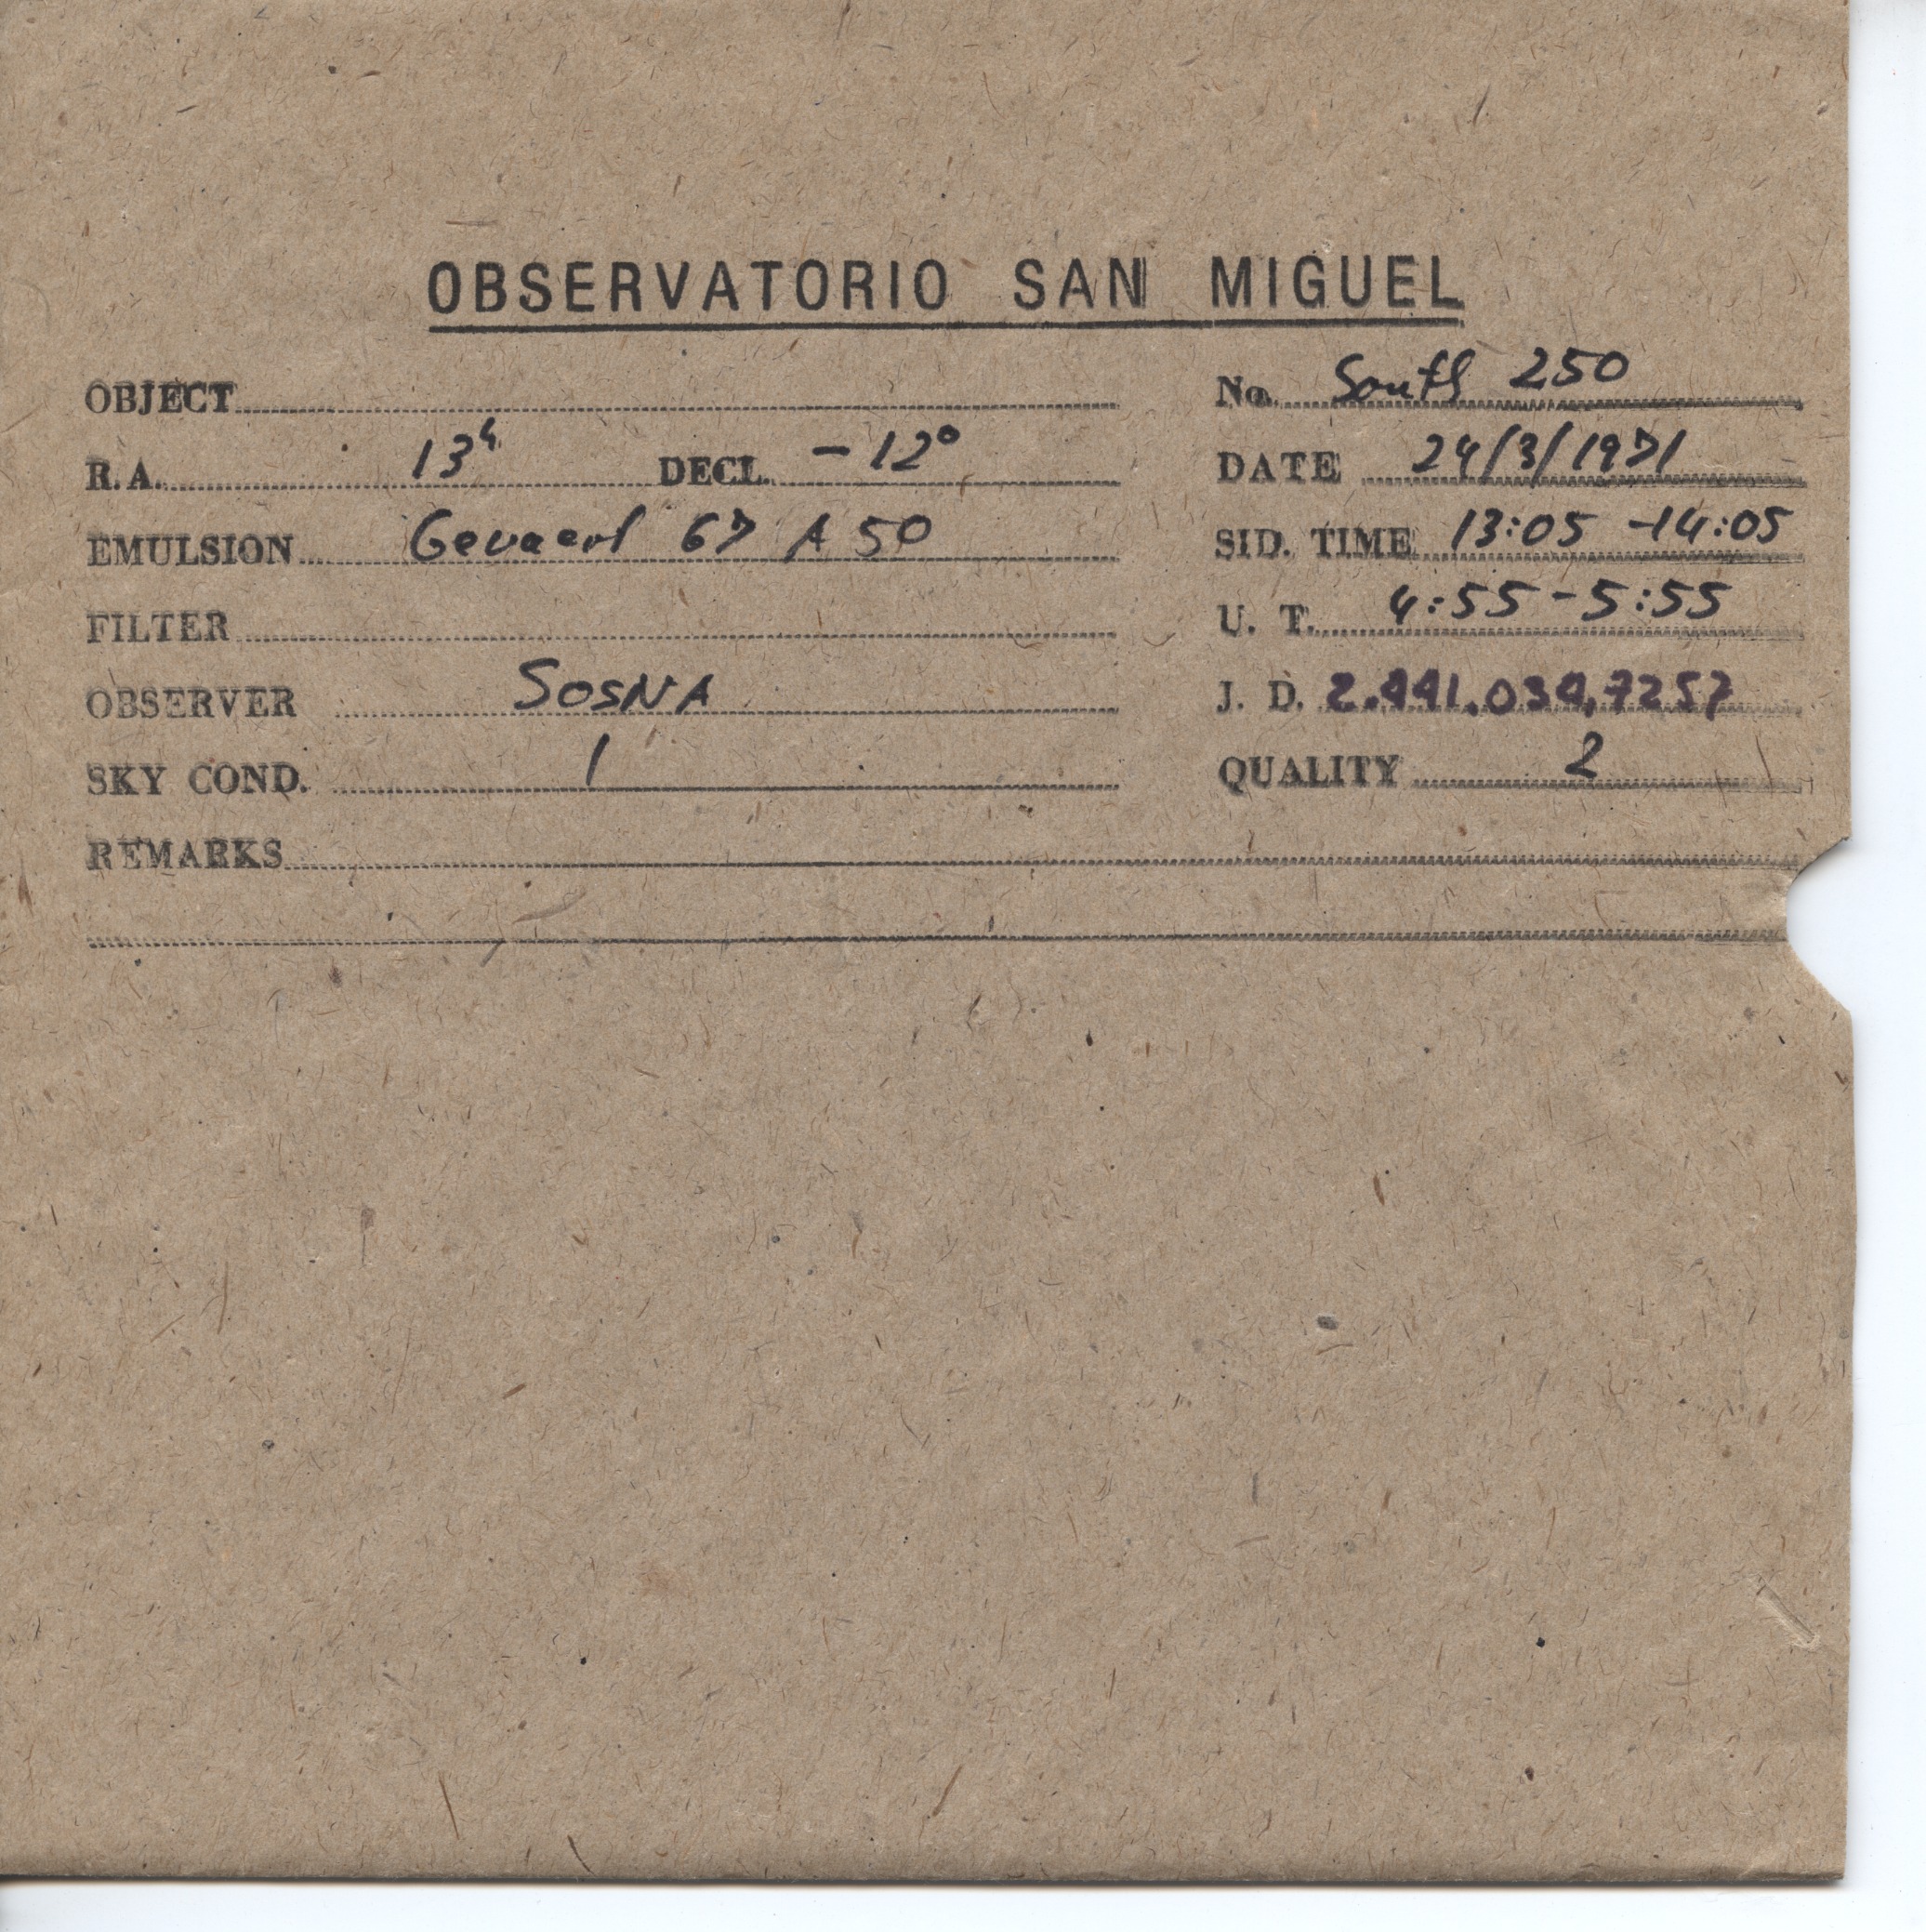 OBSERVATORIO SAN MIGUEL
OBJECT No. South 250
R.A. 13h DECL. -12° DATE 24/3/1971
EMULSION Gevaert 67 A 50 SID. TIME 13:05 -14:05
FILTER U. T. 4:55-5:55
OBSERVER SOSNA J. D. 2.441.034,7257
SKY COND. 1 QUALITY 2
REMARKS